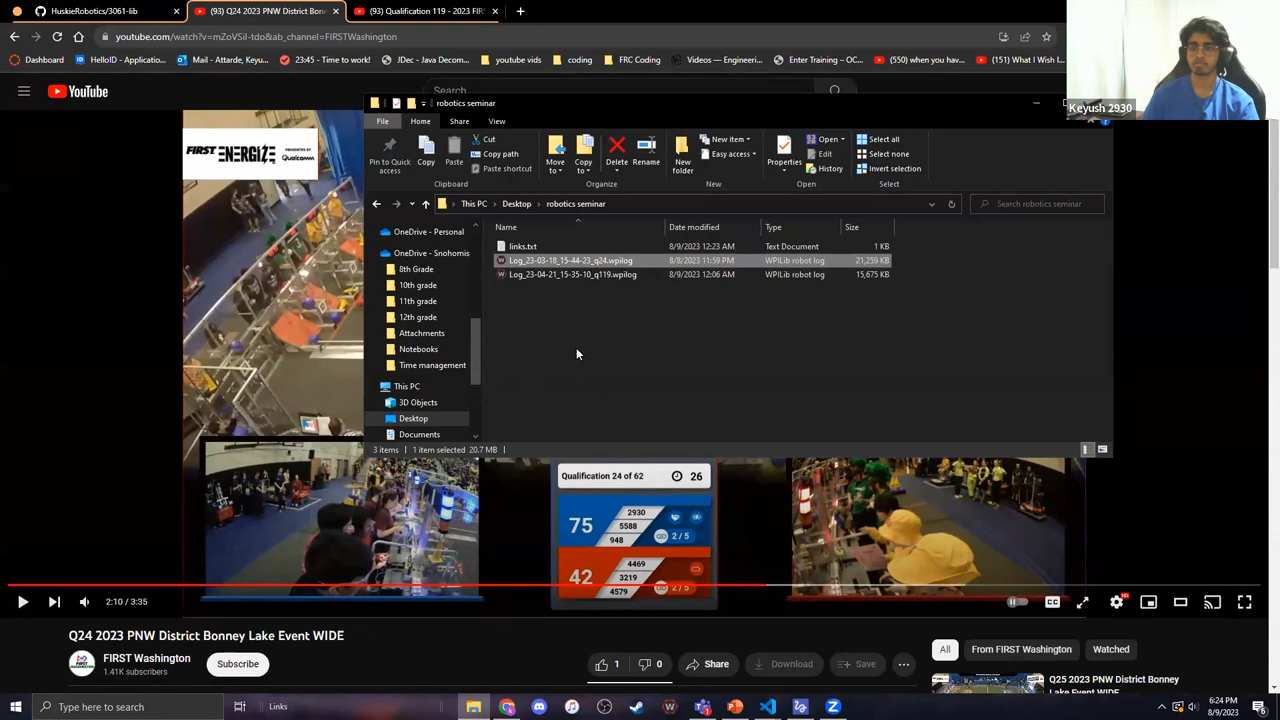 HuskieRobotics/3061-lib
(93) Q24 2023 PNW District Bonne
(93) Qualification 119 - 2023 FIRS
youtube.com/watch?v=mZoVSiI-tdo&ab_channel=FIRSTWashington
Dashboard
HelloID - Applicatio...
Mail - Attarde, Keyu...
23:45 - Time to work!
JDec - Java Decom...
youtube vids
coding
FRC Coding
Videos — Engineeri...
Enter Training — OC...
(550) when you hav...
(151) What I Wish I...
Keyush 2930
YouTube
Search
robotics seminar
File
Home
Share
View
Pin to Quick access
Copy
Paste
Cut
Copy path
Paste shortcut
Move to
Copy to
Delete
Rename
New folder
New item
Easy access
Properties
Open
Edit
History
Select all
Select none
Invert selection
Clipboard
Organize
New
Open
Select
This PC > Desktop > robotics seminar
Search robotics seminar
Name
Date modified
Type
Size
OneDrive - Personal
OneDrive - Snohomis
8th Grade
10th grade
11th grade
12th grade
Attachments
Notebooks
Time management
This PC
3D Objects
Desktop
Documents
links.txt 8/9/2023 12:23 AM Text Document 1 KB
Log_23-03-18_15-44-23_q24.wpilog 8/8/2023 11:59 PM WPILib robot log 21,259 KB
Log_23-04-21_15-35-10_q119.wpilog 8/9/2023 12:06 AM WPILib robot log 15,675 KB
3 items
1 item selected 20.7 MB
FIRST ENERGIZE PRESENTED BY Qualcomm
Qualification 24 of 62
26
75
2930
5588
948
2 / 5
42
4469
3219
4579
2 / 5
2:10 / 3:35
CC
HD
Q24 2023 PNW District Bonney Lake Event WIDE
FIRST Washington
1.41K subscribers
Subscribe
1
0
Share
Download
Save
All
From FIRST Washington
Watched
Q25 2023 PNW District Bonney
Lake Event WIDE
Type here to search
Links
6:24 PM
8/9/2023
6